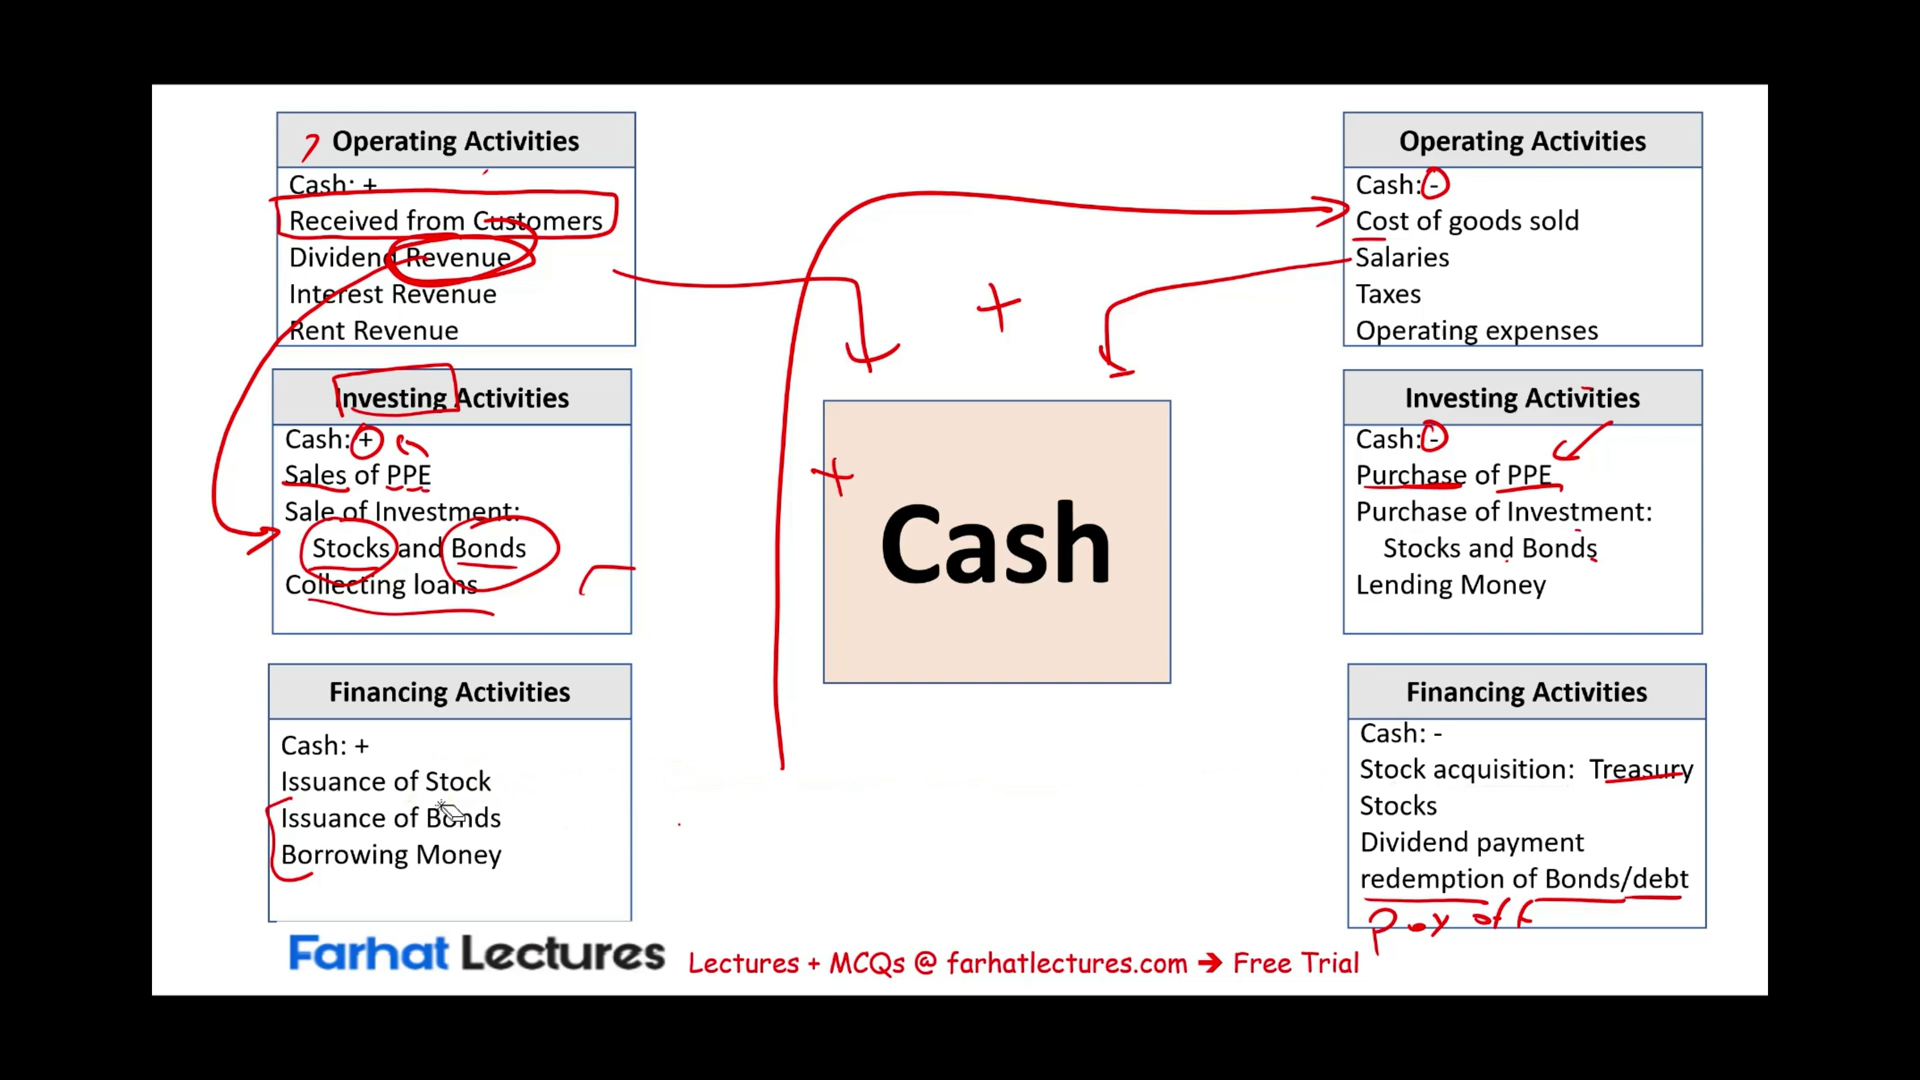 Operating Activities
Cash: +
Received from Customers
Dividend Revenue
Interest Revenue
Rent Revenue
Investing Activities
Cash: +
Sales of PPE
Sale of Investment:
Stocks and Bonds
Collecting loans
Financing Activities
Cash: +
Issuance of Stock
Issuance of Bonds
Borrowing Money
+
+
Cash
Operating Activities
Cash: -
Cost of goods sold
Salaries
Taxes
Operating expenses
Investing Activities
Cash: -
Purchase of PPE
Purchase of Investment:
Stocks and Bonds
Lending Money
Financing Activities
Cash: -
Stock acquisition: Treasury
Stocks
Dividend payment
redemption of Bonds/debt
Pay off
Farhat Lectures
Lectures + MCQs @ farhatlectures.com → Free Trial